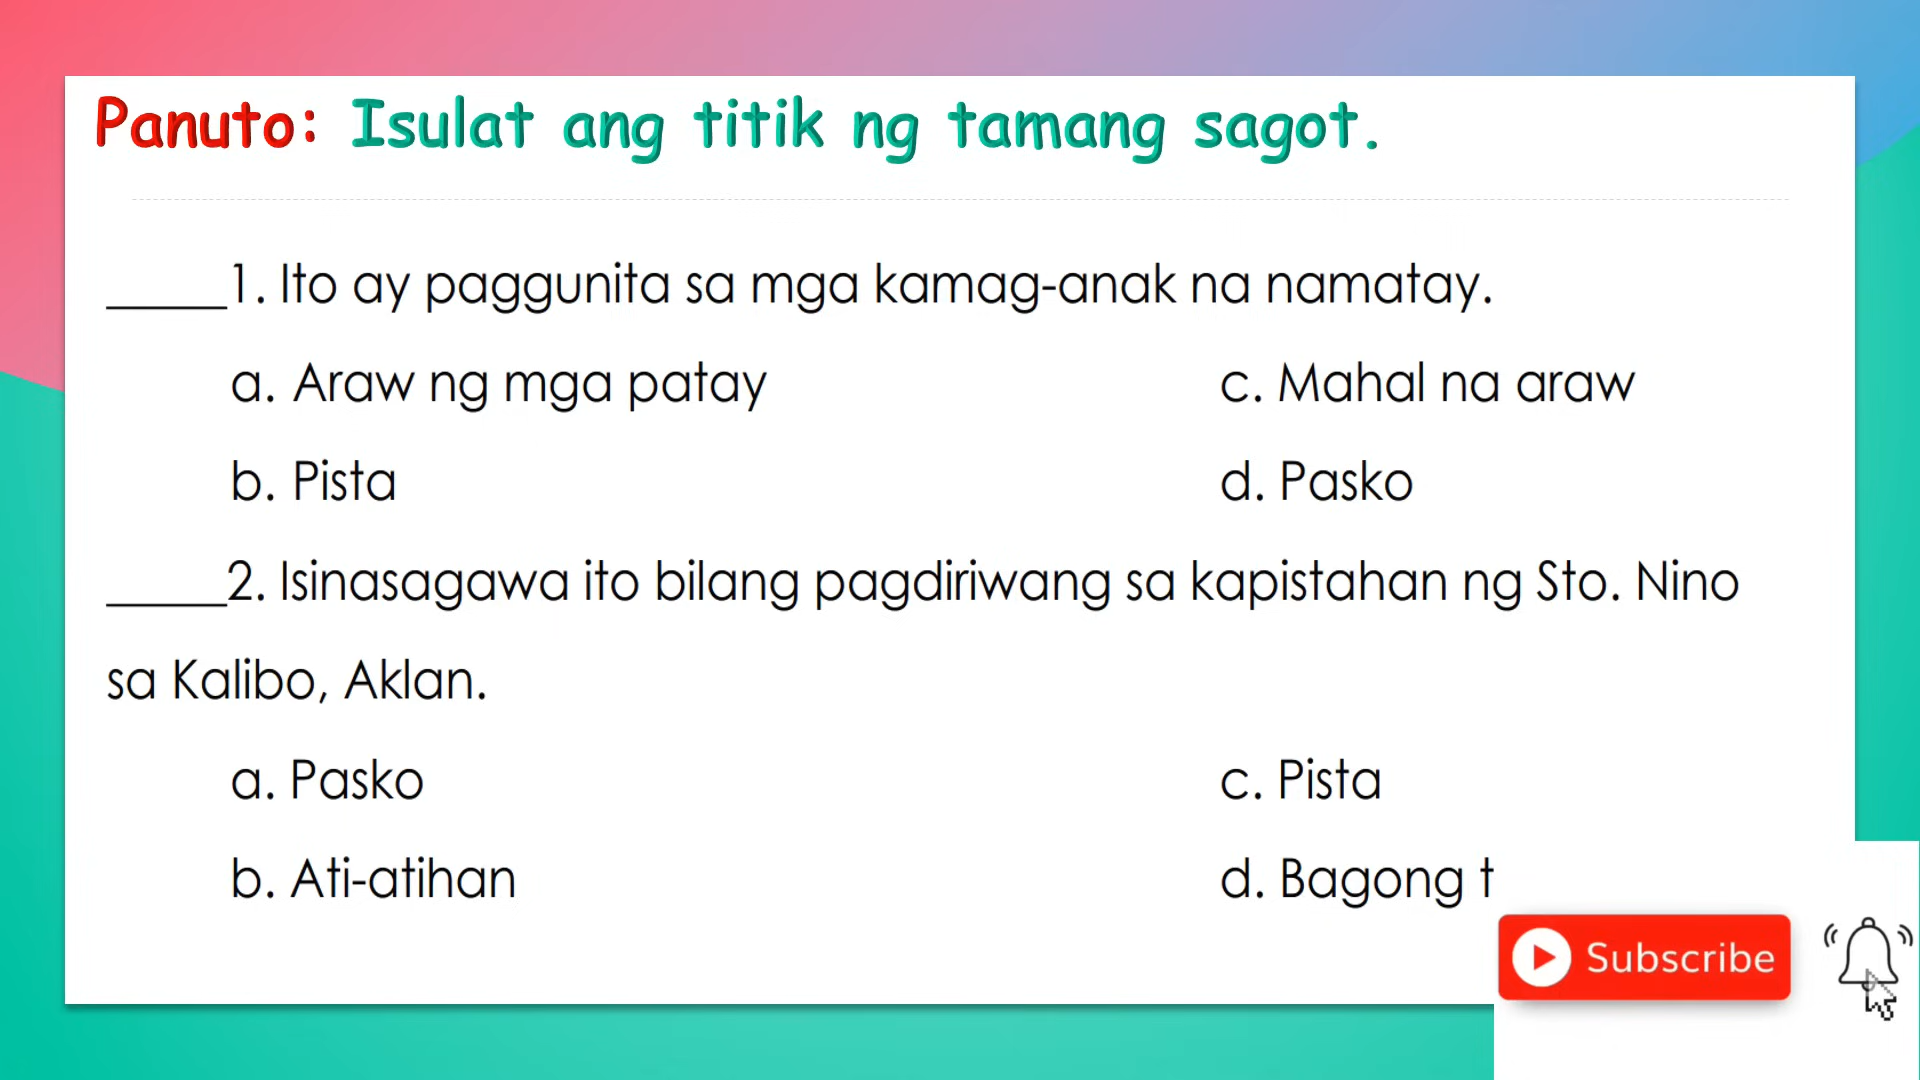 Panuto: Isulat ang titik ng tamang sagot.
_____1. Ito ay paggunita sa mga kamag-anak na namatay.
a. Araw ng mga patay c. Mahal na araw
b. Pista d. Pasko
_____2. Isinasagawa ito bilang pagdiriwang sa kapistahan ng Sto. Nino
sa Kalibo, Aklan.
a. Pasko c. Pista
b. Ati-atihan d. Bagong t
Subscribe